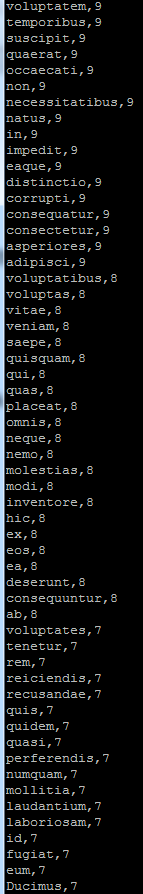 voluptatem,9
temporibus,9
suscipit,9
quaerat,9
occaecati,9
non,9
necessitatibus,9
natus,9
in,9
impedit,9
eaque,9
distinctio,9
corrupti,9
consequatur,9
consectetur,9
asperiores,9
adipisci,9
voluptatibus,8
voluptas,8
vitae,8
veniam,8
saepe,8
quisquam,8
qui,8
quas,8
placeat,8
omnis,8
neque,8
nemo,8
molestias,8
modi,8
inventore,8
hic,8
ex,8
eos,8
ea,8
deserunt,8
consequuntur,8
ab,8
voluptates,7
tenetur,7
rem,7
reiciendis,7
recusandae,7
quis,7
quidem,7
quasi,7
perferendis,7
numquam,7
mollitia,7
laudantium,7
laboriosam,7
id,7
fugiat,7
eum,7
Ducimus,7